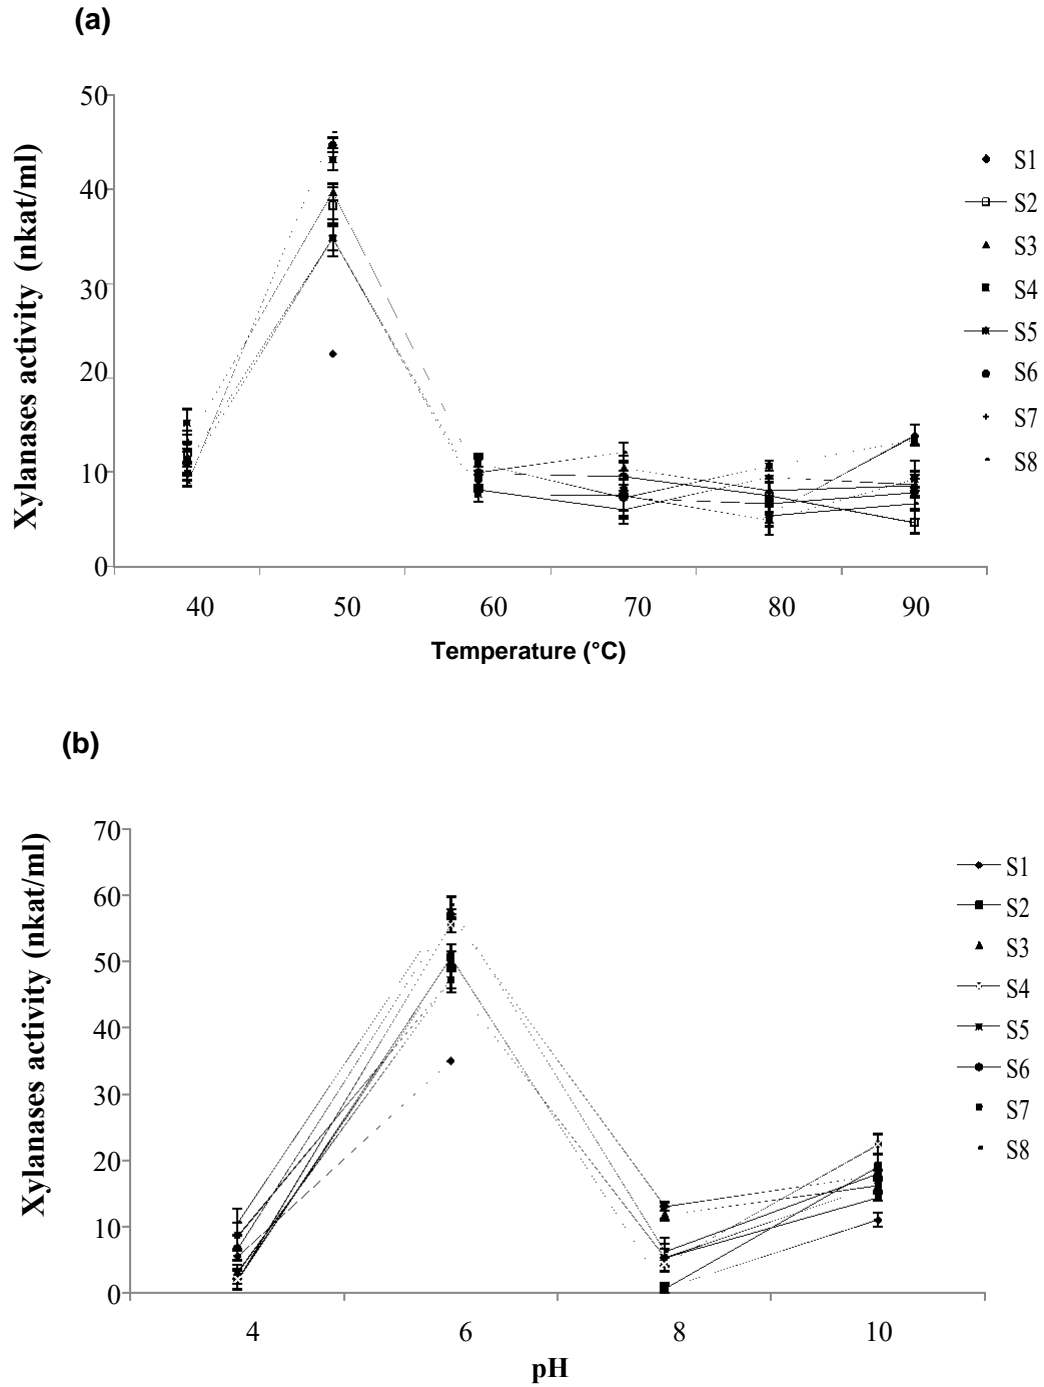 (a)
Xylanases activity (nkat/ml)
50
40
30
20
10
0
40 50 60 70 80 90
Temperature (°C)
S1
S2
S3
S4
S5
S6
S7
S8
(b)
Xylanases activity (nkat/ml)
70
60
50
40
30
20
10
0
4 6 8 10
pH
S1
S2
S3
S4
S5
S6
S7
S8